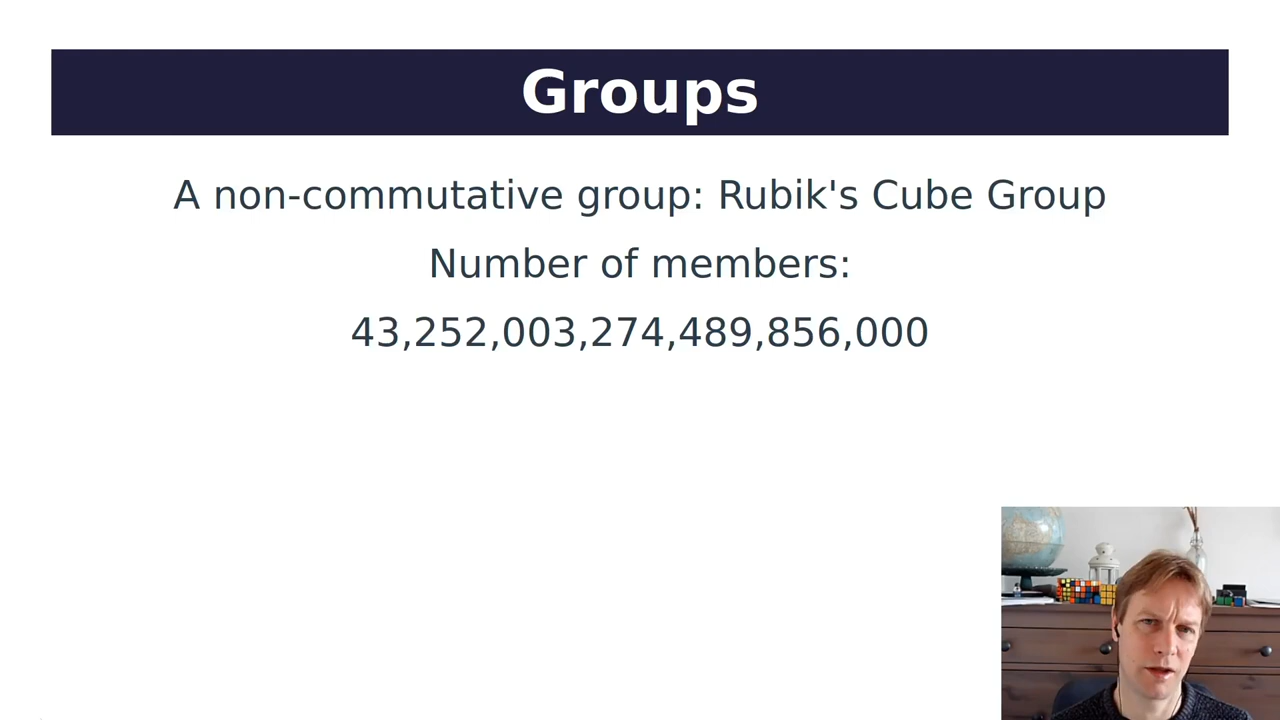 Groups
A non-commutative group: Rubik's Cube Group
Number of members:
43,252,003,274,489,856,000